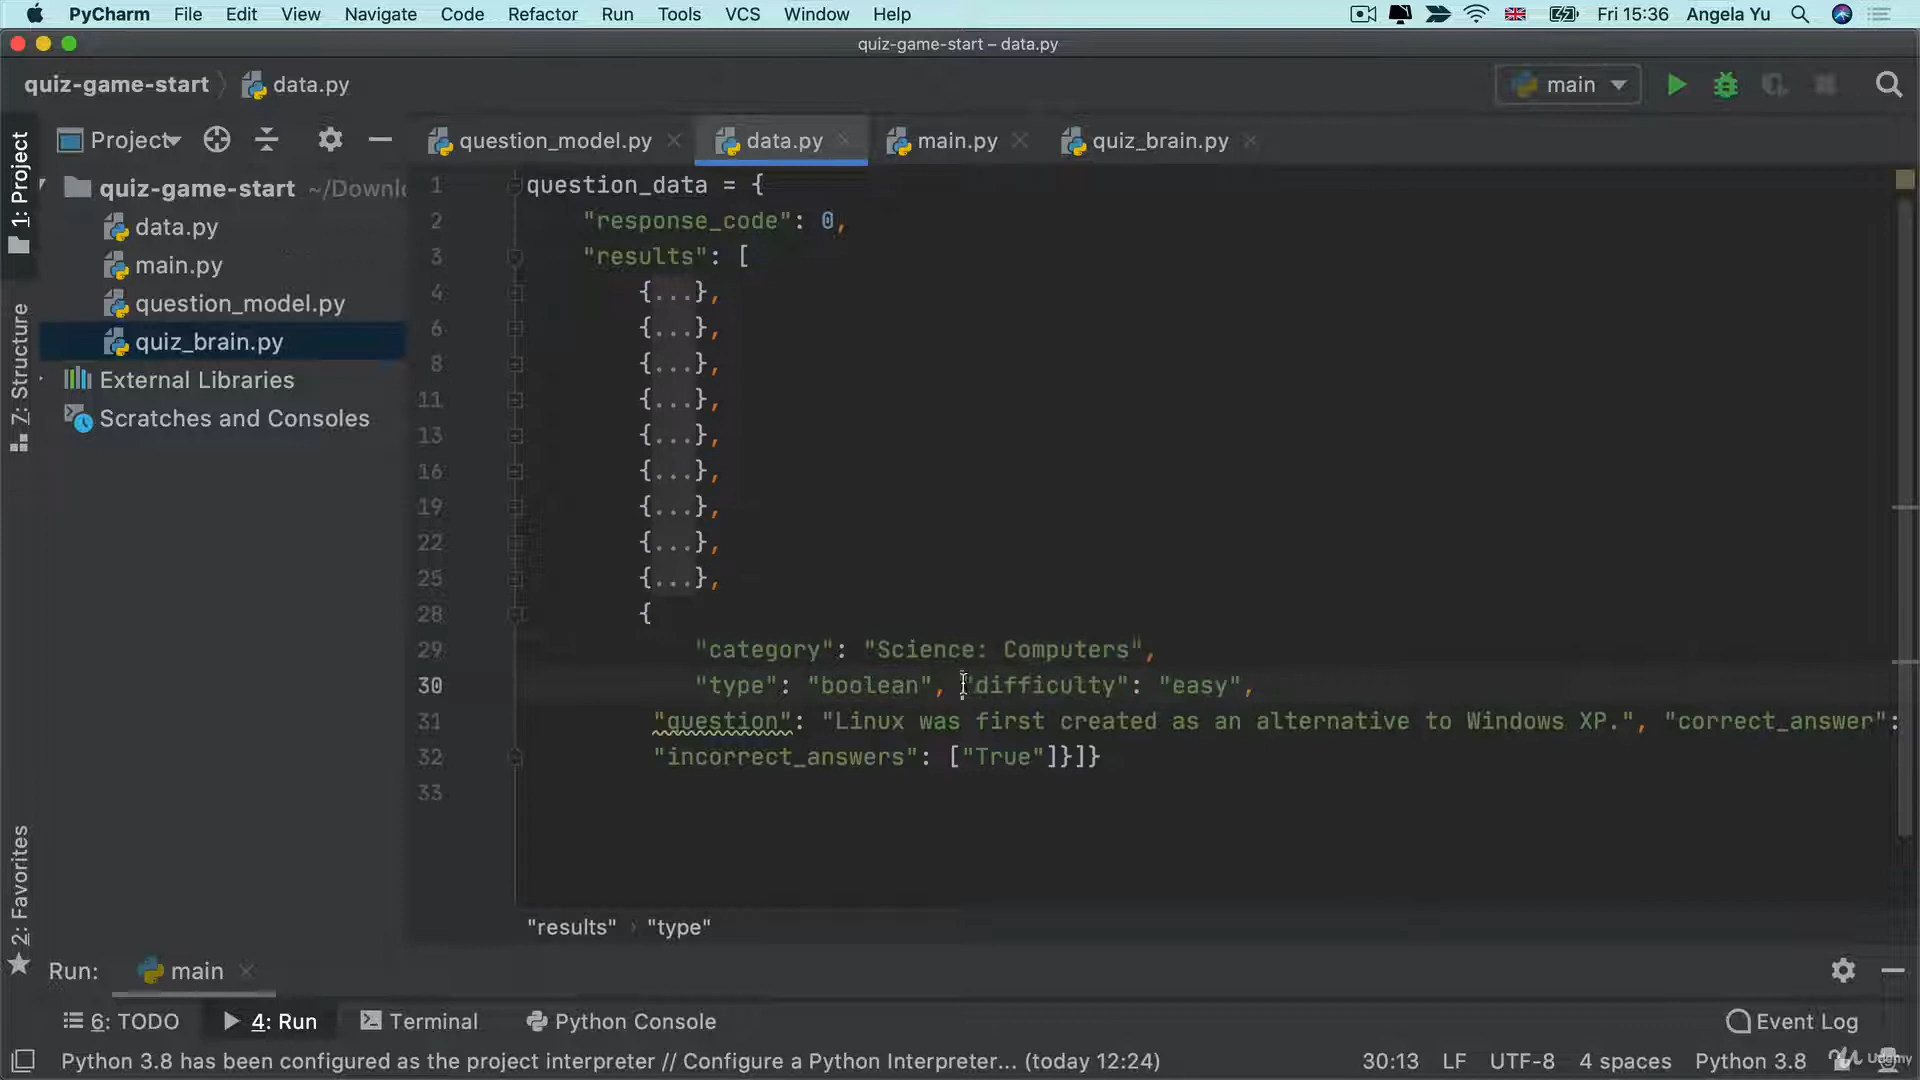 PyCharm File Edit View Navigate Code Refactor Run Tools VCS Window Help Fri 15:36 Angela Yu
quiz-game-start – data.py
quiz-game-start data.py main
1: Project
Project
question_model.py data.py main.py quiz_brain.py
quiz-game-start
data.py
main.py
question_model.py
quiz_brain.py
External Libraries
Scratches and Consoles
7: Structure
2: Favorites
1 question_data = {
2 "response_code": 0,
3 "results": [
4 {...},
6 {...},
8 {...},
11 {...},
13 {...},
16 {...},
19 {...},
22 {...},
25 {...},
28 {
29 "category": "Science: Computers",
30 "type": "boolean", "difficulty": "easy",
31 "question": "Linux was first created as an alternative to Windows XP.", "correct_answer":
32 "incorrect_answers": ["True"]}]}
33
"results" › "type"
Run: main
6: TODO 4: Run Terminal Python Console Event Log
Python 3.8 has been configured as the project interpreter // Configure a Python Interpreter... (today 12:24) 30:13 LF UTF-8 4 spaces Python 3.8
Udemy